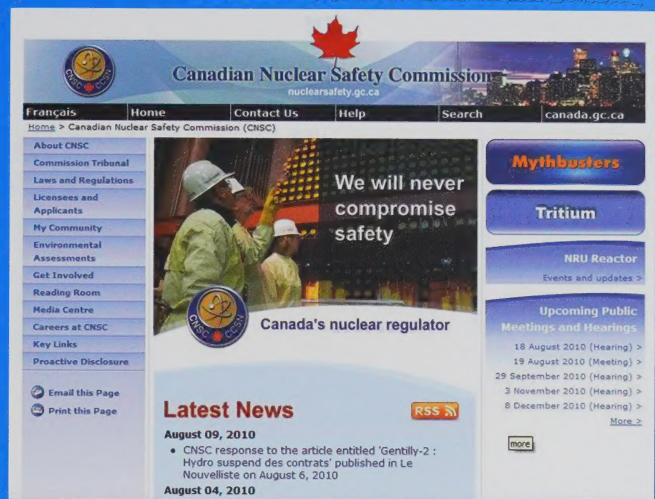 CNSC CCSN
Canadian Nuclear Safety Commission
nuclearsafety.gc.ca
Français Home Contact Us Help Search canada.gc.ca
Home > Canadian Nuclear Safety Commission (CNSC)
About CNSC
Commission Tribunal
Laws and Regulations
Licensees and
Applicants
My Community
Environmental
Assessments
Get Involved
Reading Room
Media Centre
Careers at CNSC
Key Links
Proactive Disclosure
Email this Page
Print this Page
We will never
compromise
safety
CNSC CCSN
Canada's nuclear regulator
Latest News
RSS
August 09, 2010
• CNSC response to the article entitled 'Gentilly-2 :
Hydro suspend des contrats' published in Le
Nouvelliste on August 6, 2010
August 04, 2010
Mythbusters
Tritium
NRU Reactor
Events and updates >
Upcoming Public
Meetings and Hearings
18 August 2010 (Hearing) >
19 August 2010 (Meeting) >
29 September 2010 (Hearing) >
3 November 2010 (Hearing) >
8 December 2010 (Hearing) >
More >
more